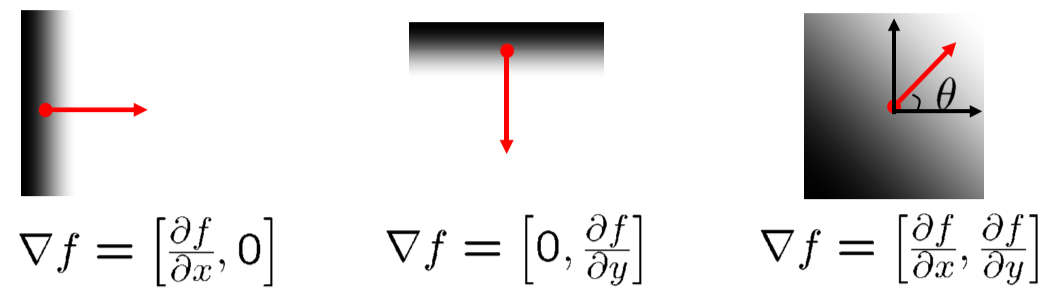 θ
∇f = [∂f/∂x, 0]
∇f = [0, ∂f/∂y]
∇f = [∂f/∂x, ∂f/∂y]